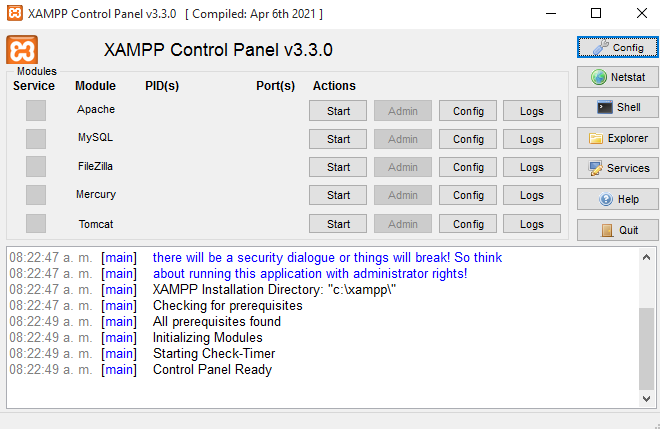 XAMPP Control Panel v3.3.0 [ Compiled: Apr 6th 2021 ]
XAMPP Control Panel v3.3.0
Config
Modules
Service Module PID(s) Port(s) Actions
Netstat
Apache Start Admin Config Logs
Shell
MySQL Start Admin Config Logs
Explorer
FileZilla Start Admin Config Logs
Services
Mercury Start Admin Config Logs
Help
Tomcat Start Admin Config Logs
Quit
08:22:47 a. m. [main] there will be a security dialogue or things will break! So think
08:22:47 a. m. [main] about running this application with administrator rights!
08:22:47 a. m. [main] XAMPP Installation Directory: "c:\xampp\"
08:22:47 a. m. [main] Checking for prerequisites
08:22:49 a. m. [main] All prerequisites found
08:22:49 a. m. [main] Initializing Modules
08:22:49 a. m. [main] Starting Check-Timer
08:22:49 a. m. [main] Control Panel Ready